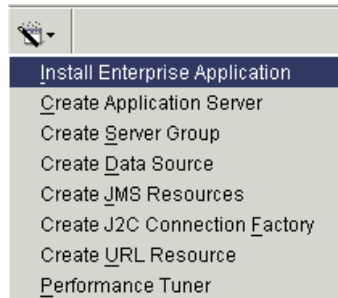 Install Enterprise Application
Create Application Server
Create Server Group
Create Data Source
Create JMS Resources
Create J2C Connection Factory
Create URL Resource
Performance Tuner